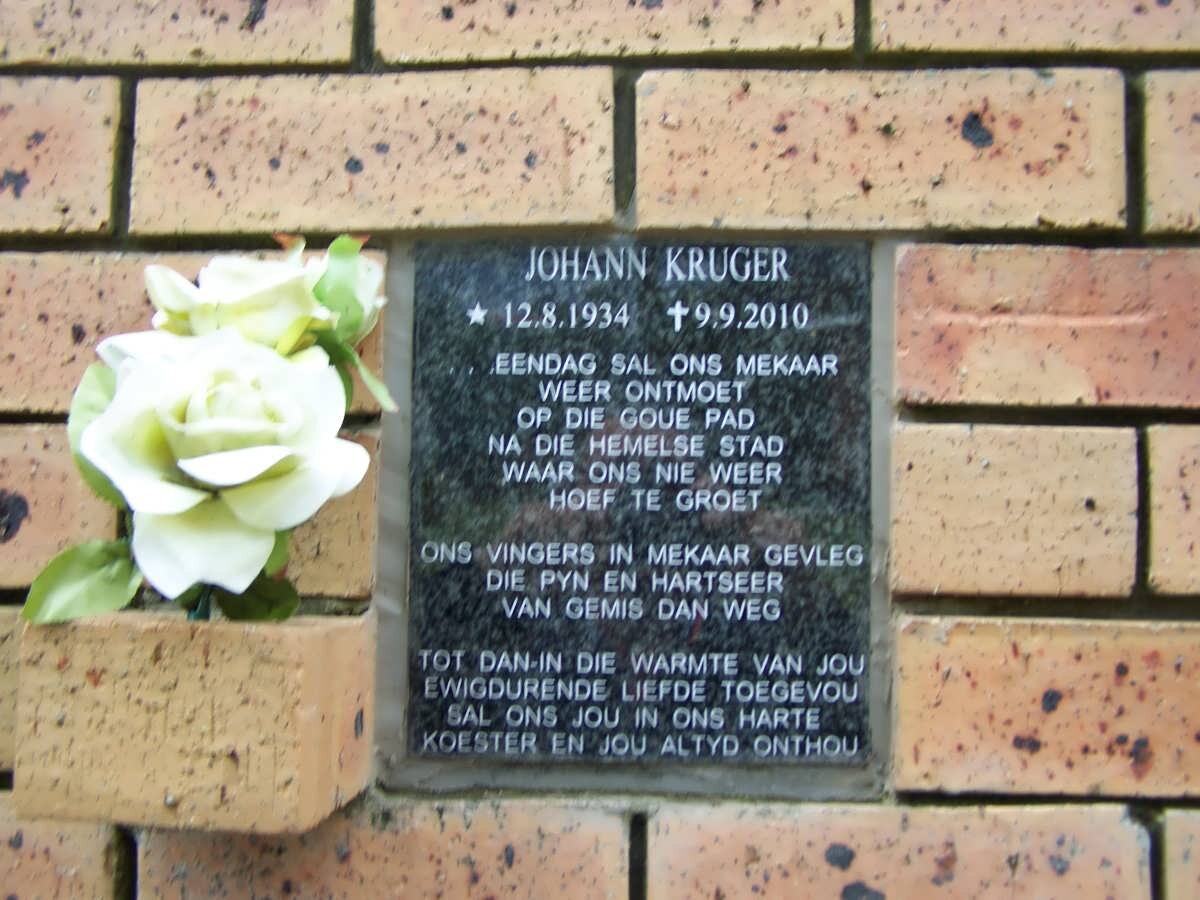 JOHANN KRUGER
★ 12.8.1934 ✝ 9.9.2010
. . .EENDAG SAL ONS MEKAAR
WEER ONTMOET
OP DIE GOUE PAD
NA DIE HEMELSE STAD
WAAR ONS NIE WEER
HOEF TE GROET
ONS VINGERS IN MEKAAR GEVLEG
DIE PYN EN HARTSEER
VAN GEMIS DAN WEG
TOT DAN-IN DIE WARMTE VAN JOU
EWIGDURENDE LIEFDE TOEGEVOU
SAL ONS JOU IN ONS HARTE
KOESTER EN JOU ALTYD ONTHOU